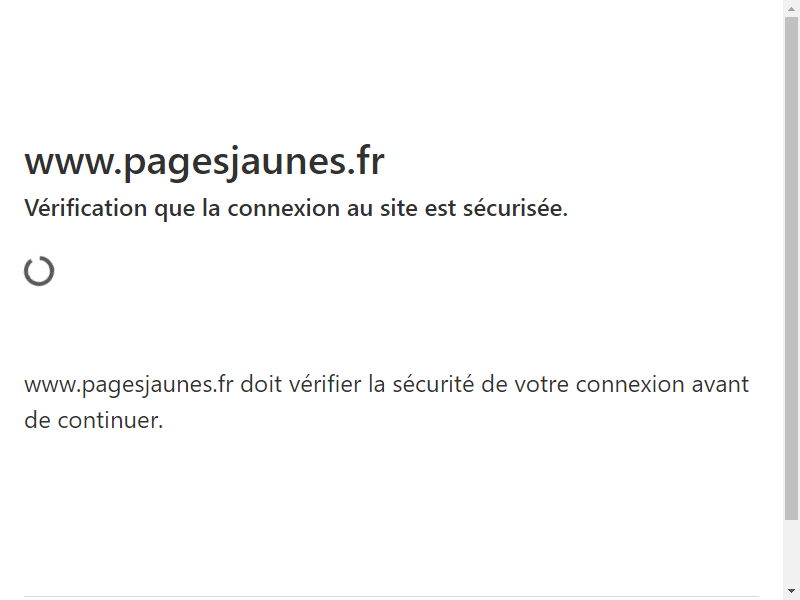 www.pagesjaunes.fr
Vérification que la connexion au site est sécurisée.
www.pagesjaunes.fr doit vérifier la sécurité de votre connexion avant
de continuer.